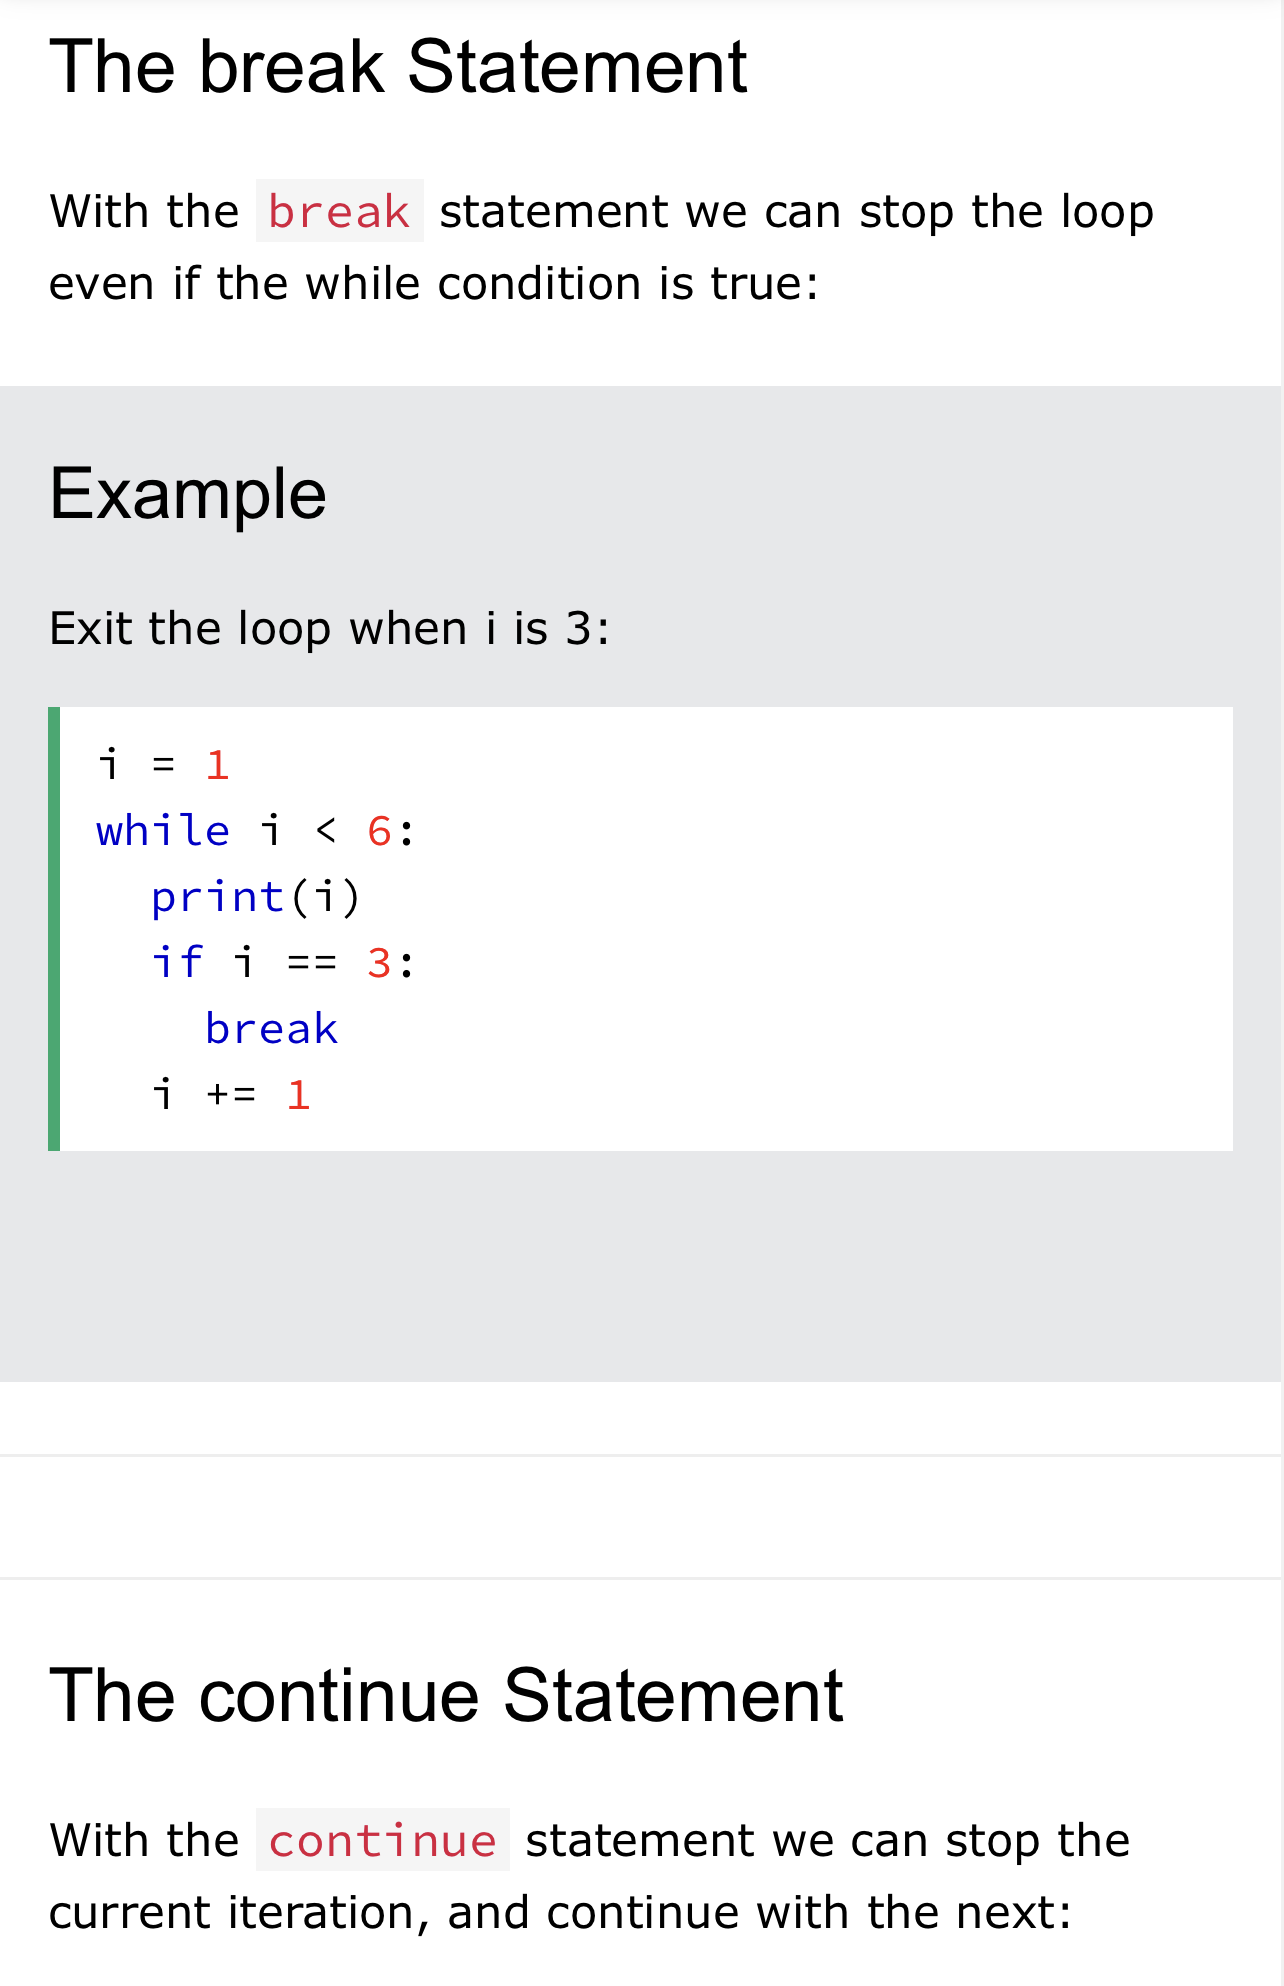 The break Statement
With the break statement we can stop the loop
even if the while condition is true:
Example
Exit the loop when i is 3:
i = 1
while i < 6:
  print(i)
  if i == 3:
    break
  i += 1
The continue Statement
With the continue statement we can stop the
current iteration, and continue with the next: